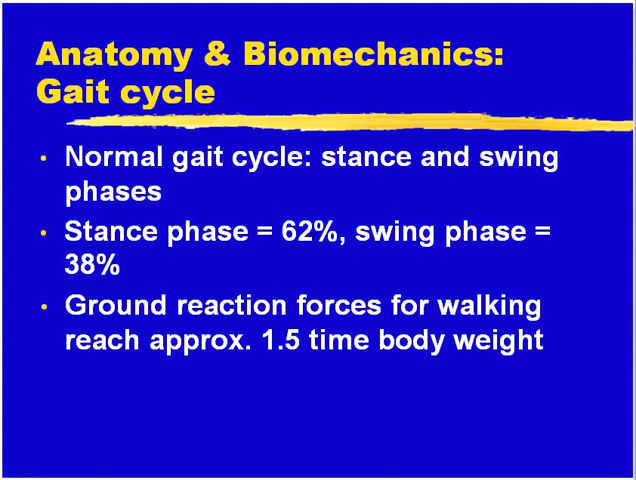 Anatomy & Biomechanics:
Gait cycle
• Normal gait cycle: stance and swing
phases
• Stance phase = 62%, swing phase =
38%
• Ground reaction forces for walking
reach approx. 1.5 time body weight